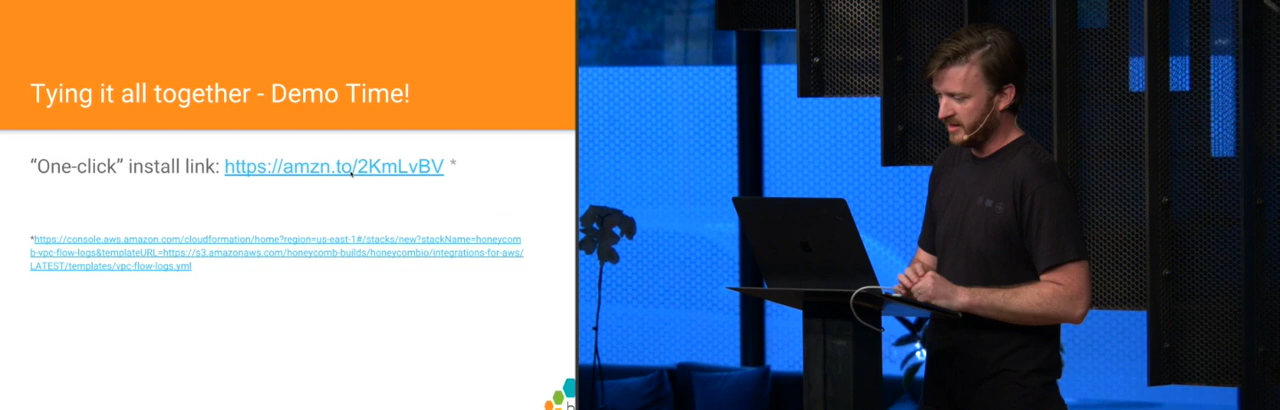 Tying it all together - Demo Time!
“One-click” install link: https://amzn.to/2KmLvBV *
*https://console.aws.amazon.com/cloudformation/home?region=us-east-1#/stacks/new?stackName=honeycom
b-vpc-flow-logs&templateURL=https://s3.amazonaws.com/honeycomb-builds/honeycombio/integrations-for-aws/
LATEST/templates/vpc-flow-logs.yml